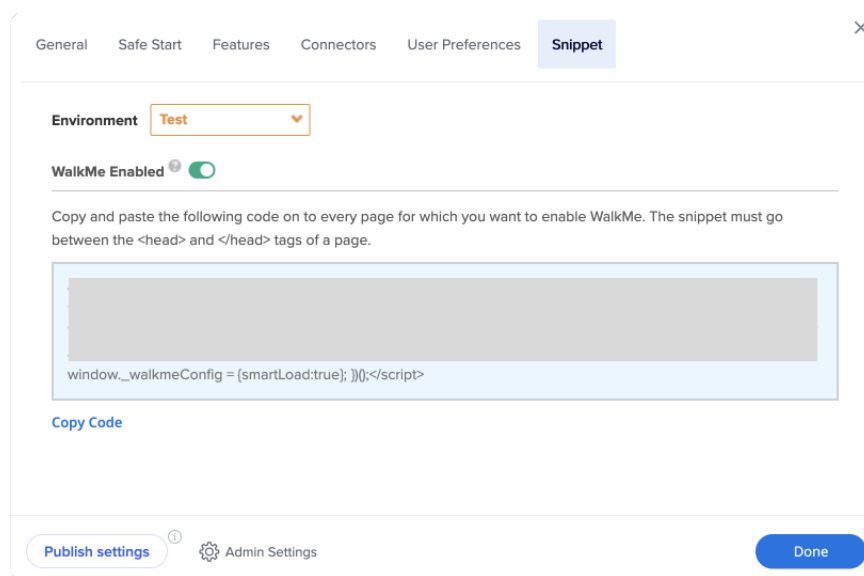 General Safe Start Features Connectors User Preferences Snippet
Environment Test
WalkMe Enabled
Copy and paste the following code on to every page for which you want to enable WalkMe. The snippet must go
between the <head> and </head> tags of a page.
window._walkmeConfig = {smartLoad:true}; })();</script>
Copy Code
Publish settings Admin Settings Done